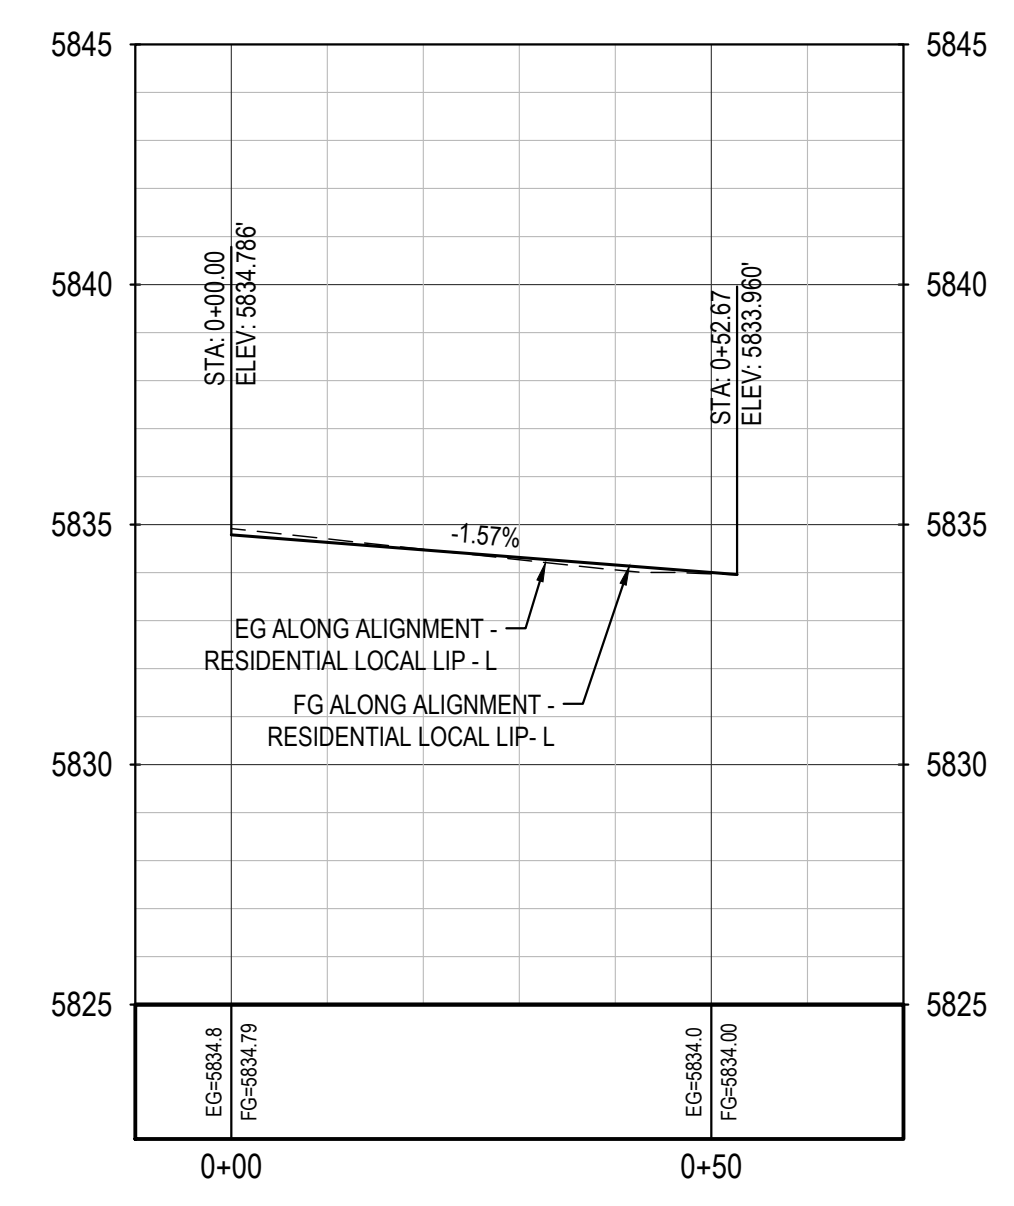 5845
5845
STA: 0+00.00
ELEV: 5834.786'
STA: 0+52.67
ELEV: 5833.960'
5840
5840
5835
5835
-1.57%
EG ALONG ALIGNMENT -
RESIDENTIAL LOCAL LIP - L
FG ALONG ALIGNMENT -
RESIDENTIAL LOCAL LIP- L
5830
5830
5825
5825
EG=5834.8
FG=5834.79
EG=5834.0
FG=5834.00
0+00
0+50